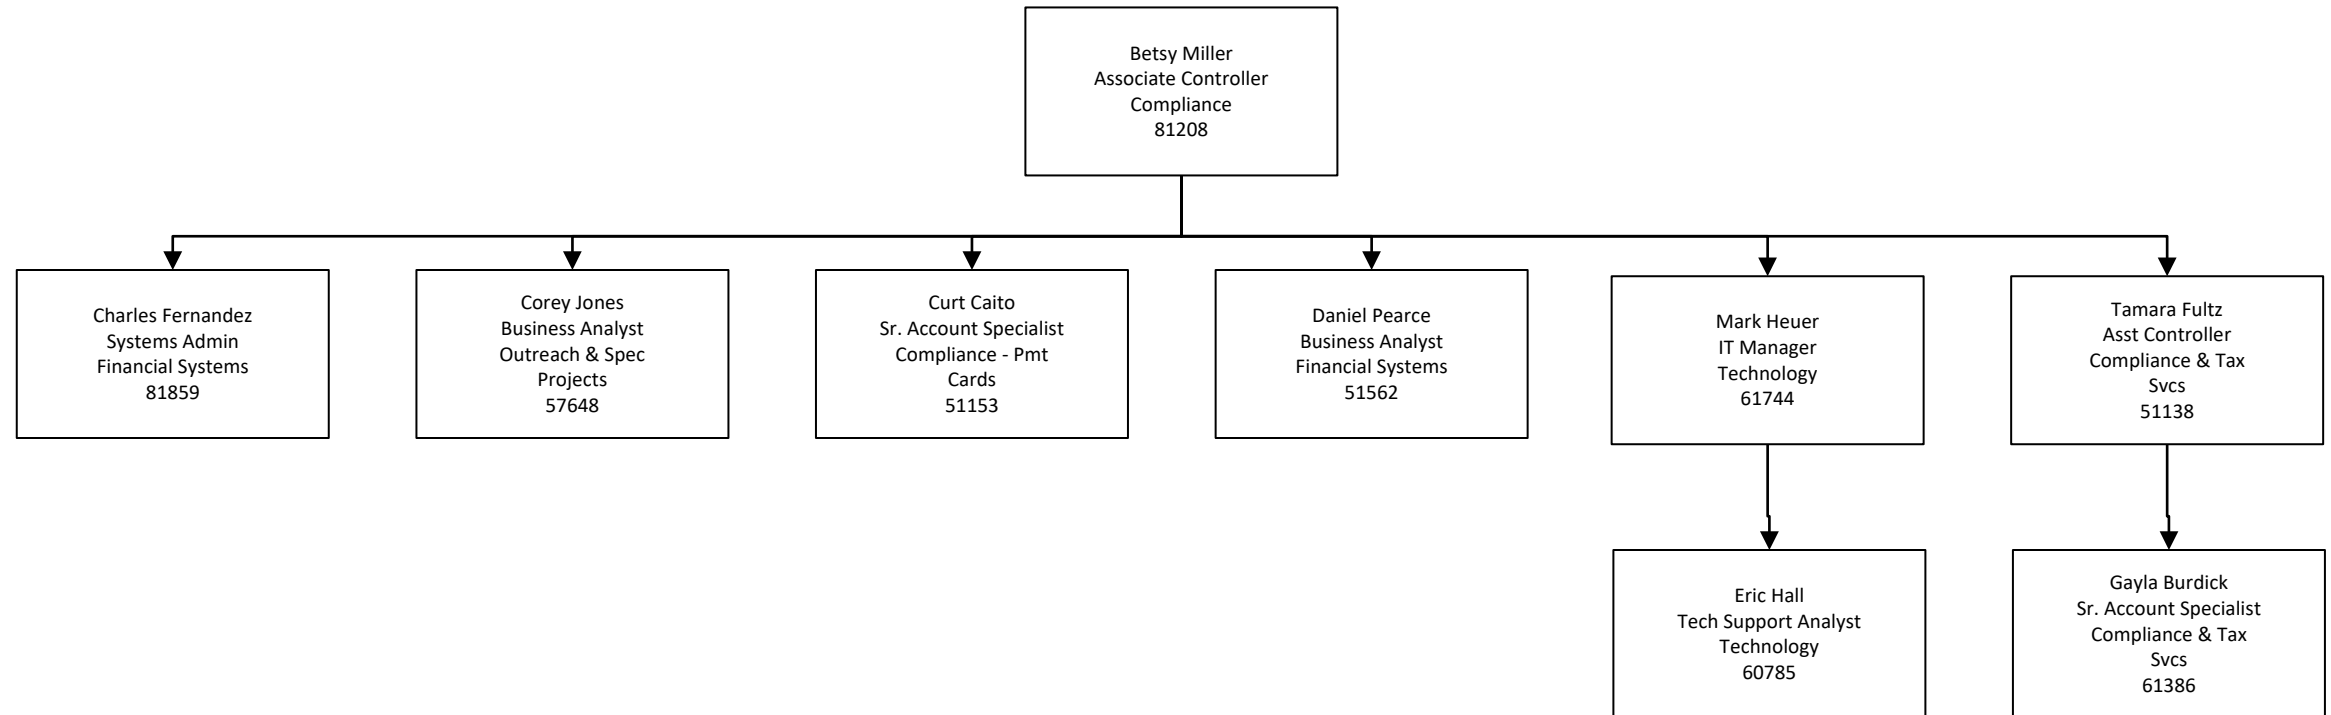 Betsy Miller
Associate Controller
Compliance
81208
Charles Fernandez
Systems Admin
Financial Systems
81859
Corey Jones
Business Analyst
Outreach & Spec
Projects
57648
Curt Caito
Sr. Account Specialist
Compliance - Pmt
Cards
51153
Daniel Pearce
Business Analyst
Financial Systems
51562
Mark Heuer
IT Manager
Technology
61744
Tamara Fultz
Asst Controller
Compliance & Tax
Svcs
51138
Eric Hall
Tech Support Analyst
Technology
60785
Gayla Burdick
Sr. Account Specialist
Compliance & Tax
Svcs
61386